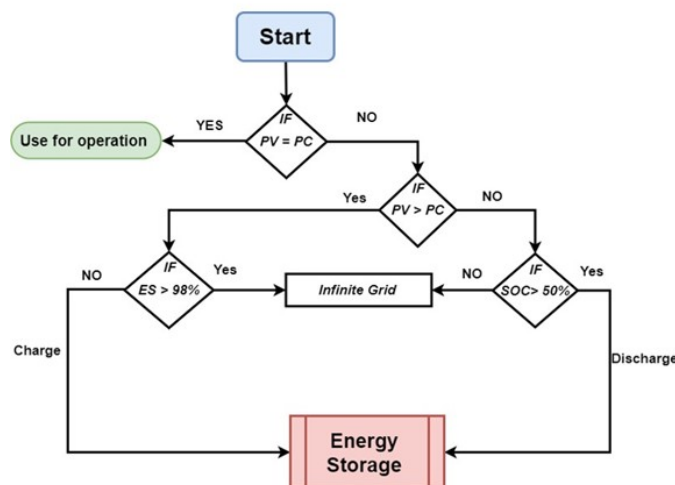 Start
IF
PV = PC
YES
NO
Use for operation
IF
PV > PC
Yes
NO
IF
ES > 98%
NO
Yes
Infinite Grid
NO
IF
SOC> 50%
Yes
Charge
Discharge
Energy
Storage